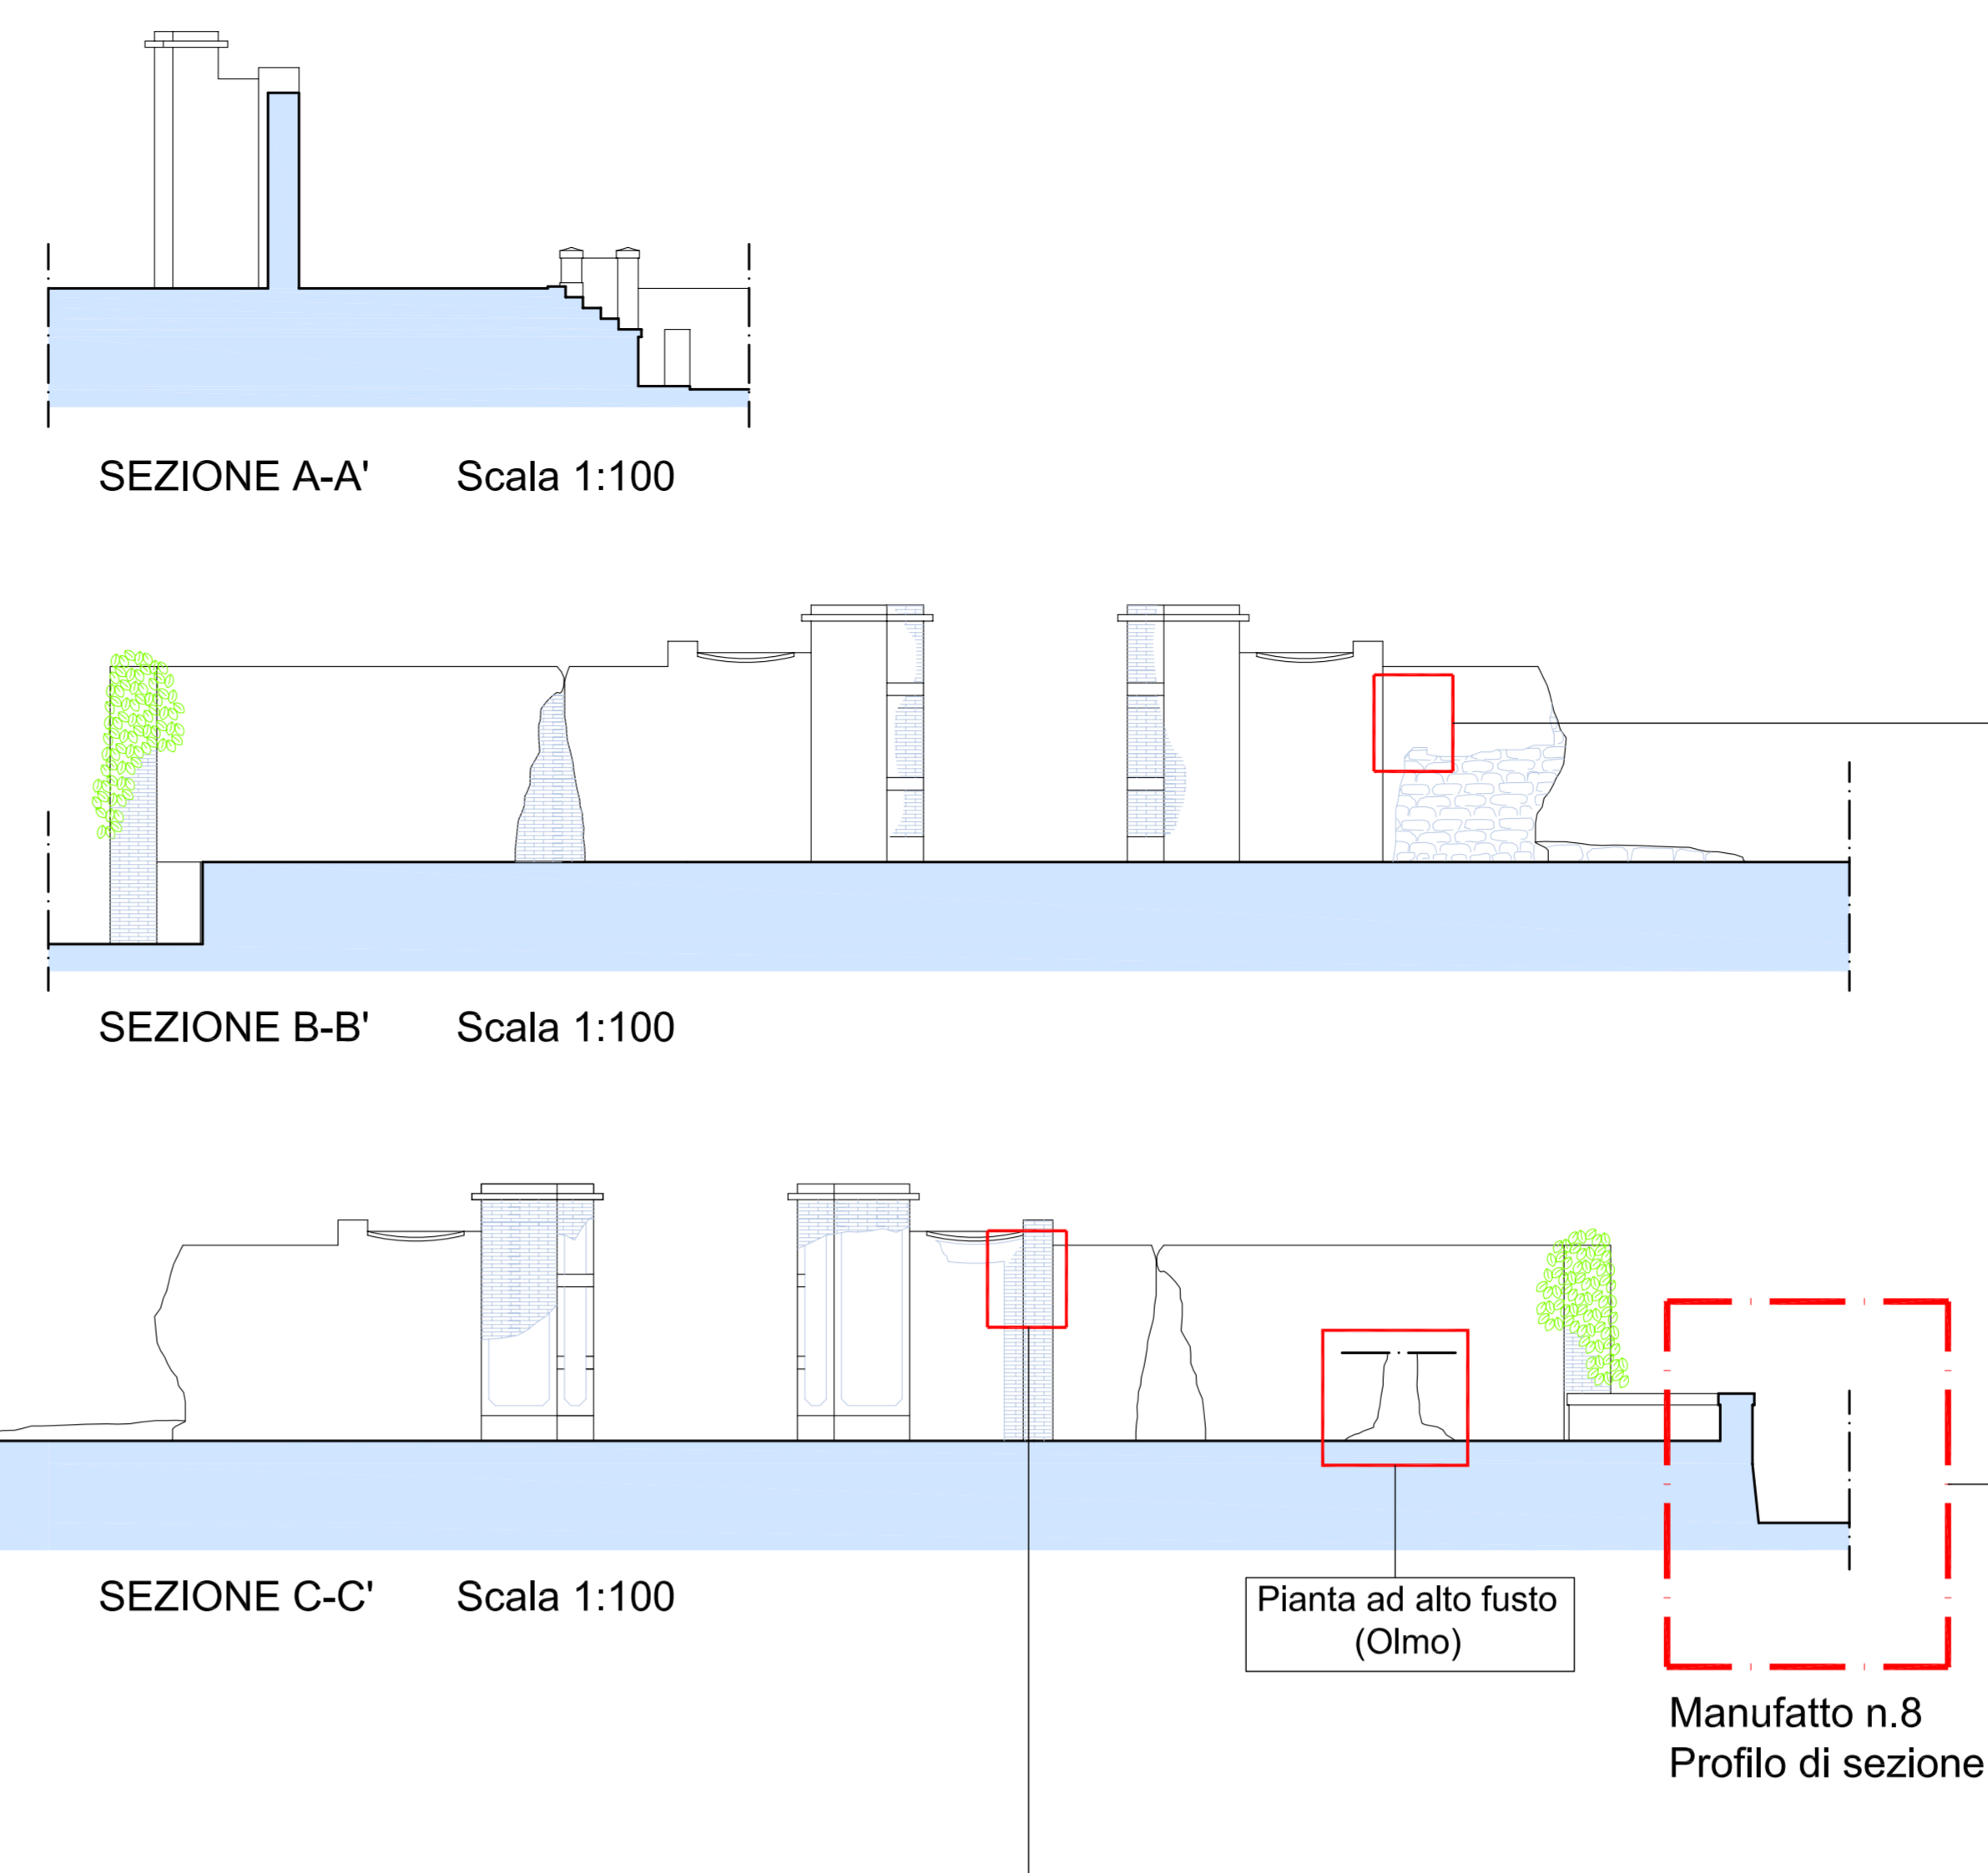 SEZIONE A-A' Scala 1:100
SEZIONE B-B' Scala 1:100
SEZIONE C-C' Scala 1:100
Pianta ad alto fusto
(Olmo)
Manufatto n.8
Profilo di sezione